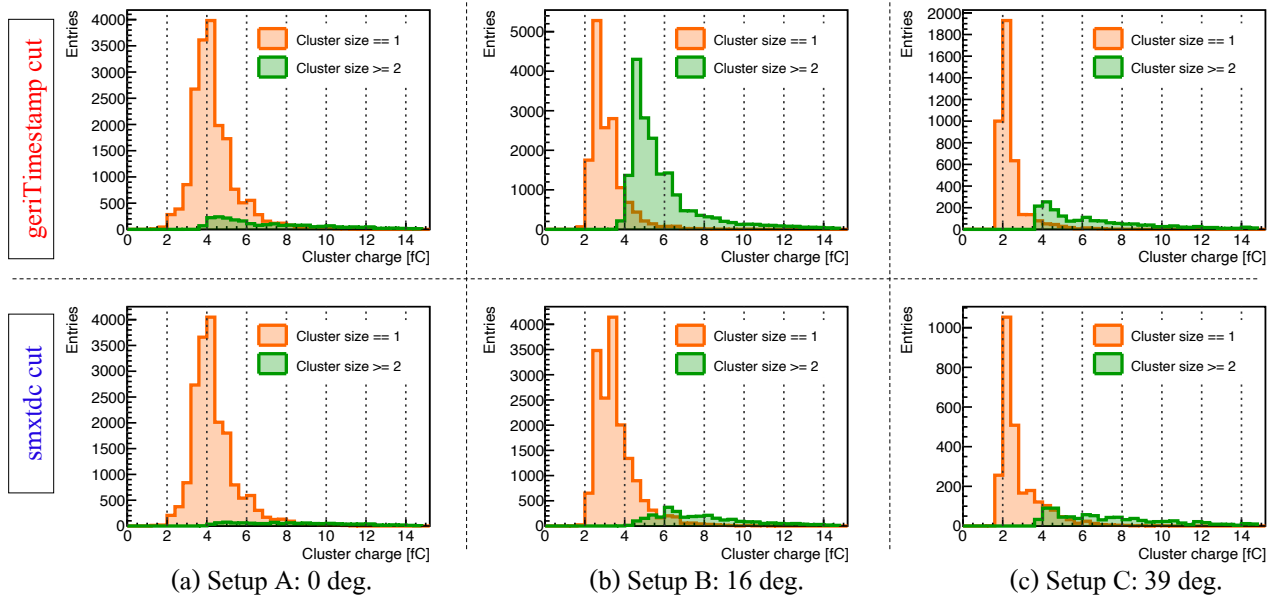 geriTimestamp cut
Entries
4000
3500
3000
2500
2000
1500
1000
500
0
Cluster size == 1
Cluster size >= 2
0 2 4 6 8 10 12 14
Cluster charge [fC]
5000
4000
3000
2000
1000
0
Cluster size == 1
Cluster size >= 2
0 2 4 6 8 10 12 14
Cluster charge [fC]
Entries
2000
1800
1600
1400
1200
1000
800
600
400
200
0
Cluster size == 1
Cluster size >= 2
0 2 4 6 8 10 12 14
Cluster charge [fC]
smxtdc cut
Entries
4000
3500
3000
2500
2000
1500
1000
500
0
Cluster size == 1
Cluster size >= 2
0 2 4 6 8 10 12 14
Cluster charge [fC]
Entries
4000
3500
3000
2500
2000
1500
1000
500
0
Cluster size == 1
Cluster size >= 2
0 2 4 6 8 10 12 14
Cluster charge [fC]
Entries
1000
800
600
400
200
0
Cluster size == 1
Cluster size >= 2
0 2 4 6 8 10 12 14
Cluster charge [fC]
(a) Setup A: 0 deg.
(b) Setup B: 16 deg.
(c) Setup C: 39 deg.